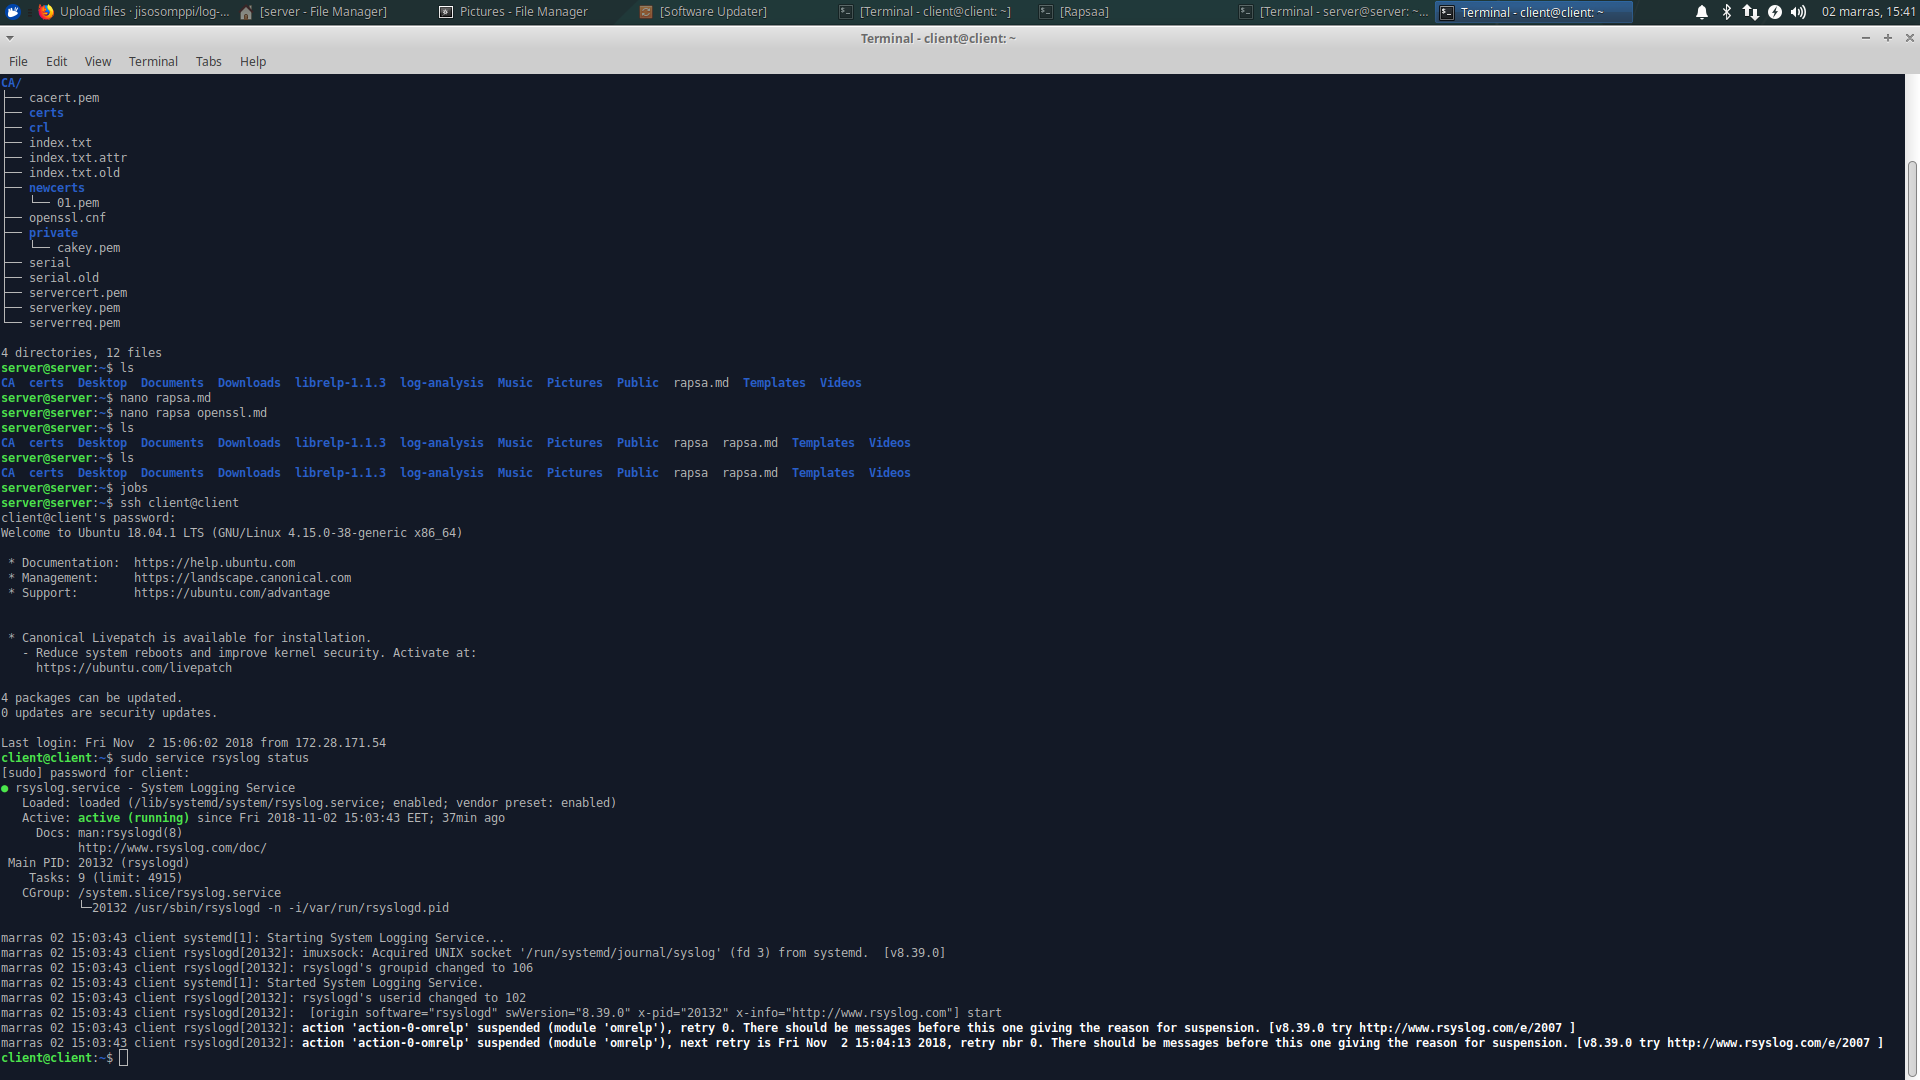 Upload files · jisosomppi/log-...
[server - File Manager]
Pictures - File Manager
[Software Updater]
[Terminal - client@client: ~]
[Rapsaa]
[Terminal - server@server: ~...
Terminal - client@client: ~
02 marras, 15:41
Terminal - client@client: ~
File Edit View Terminal Tabs Help
CA/
├── cacert.pem
├── certs
├── crl
├── index.txt
├── index.txt.attr
├── index.txt.old
├── newcerts
│   └── 01.pem
├── openssl.cnf
├── private
│   └── cakey.pem
├── serial
├── serial.old
├── servercert.pem
├── serverkey.pem
└── serverreq.pem
4 directories, 12 files
server@server:~$ ls
CA  certs  Desktop  Documents  Downloads  librelp-1.1.3  log-analysis  Music  Pictures  Public  rapsa.md  Templates  Videos
server@server:~$ nano rapsa.md
server@server:~$ nano rapsa openssl.md
server@server:~$ ls
CA  certs  Desktop  Documents  Downloads  librelp-1.1.3  log-analysis  Music  Pictures  Public  rapsa  rapsa.md  Templates  Videos
server@server:~$ ls
CA  certs  Desktop  Documents  Downloads  librelp-1.1.3  log-analysis  Music  Pictures  Public  rapsa  rapsa.md  Templates  Videos
server@server:~$ jobs
server@server:~$ ssh client@client
client@client's password:
Welcome to Ubuntu 18.04.1 LTS (GNU/Linux 4.15.0-38-generic x86_64)
 * Documentation:  https://help.ubuntu.com
 * Management:     https://landscape.canonical.com
 * Support:        https://ubuntu.com/advantage
 * Canonical Livepatch is available for installation.
   - Reduce system reboots and improve kernel security. Activate at:
     https://ubuntu.com/livepatch
4 packages can be updated.
0 updates are security updates.
Last login: Fri Nov  2 15:06:02 2018 from 172.28.171.54
client@client:~$ sudo service rsyslog status
[sudo] password for client:
● rsyslog.service - System Logging Service
   Loaded: loaded (/lib/systemd/system/rsyslog.service; enabled; vendor preset: enabled)
   Active: active (running) since Fri 2018-11-02 15:03:43 EET; 37min ago
     Docs: man:rsyslogd(8)
           http://www.rsyslog.com/doc/
 Main PID: 20132 (rsyslogd)
    Tasks: 9 (limit: 4915)
   CGroup: /system.slice/rsyslog.service
           └─20132 /usr/sbin/rsyslogd -n -i/var/run/rsyslogd.pid
marras 02 15:03:43 client systemd[1]: Starting System Logging Service...
marras 02 15:03:43 client rsyslogd[20132]: imuxsock: Acquired UNIX socket '/run/systemd/journal/syslog' (fd 3) from systemd.  [v8.39.0]
marras 02 15:03:43 client rsyslogd[20132]: rsyslogd's groupid changed to 106
marras 02 15:03:43 client systemd[1]: Started System Logging Service.
marras 02 15:03:43 client rsyslogd[20132]: rsyslogd's userid changed to 102
marras 02 15:03:43 client rsyslogd[20132]:  [origin software="rsyslogd" swVersion="8.39.0" x-pid="20132" x-info="http://www.rsyslog.com"] start
marras 02 15:03:43 client rsyslogd[20132]: action 'action-0-omrelp' suspended (module 'omrelp'), retry 0. There should be messages before this one giving the reason for suspension. [v8.39.0 try http://www.rsyslog.com/e/2007 ]
marras 02 15:03:43 client rsyslogd[20132]: action 'action-0-omrelp' suspended (module 'omrelp'), next retry is Fri Nov  2 15:04:13 2018, retry nbr 0. There should be messages before this one giving the reason for suspension. [v8.39.0 try http://www.rsyslog.com/e/2007 ]
client@client:~$